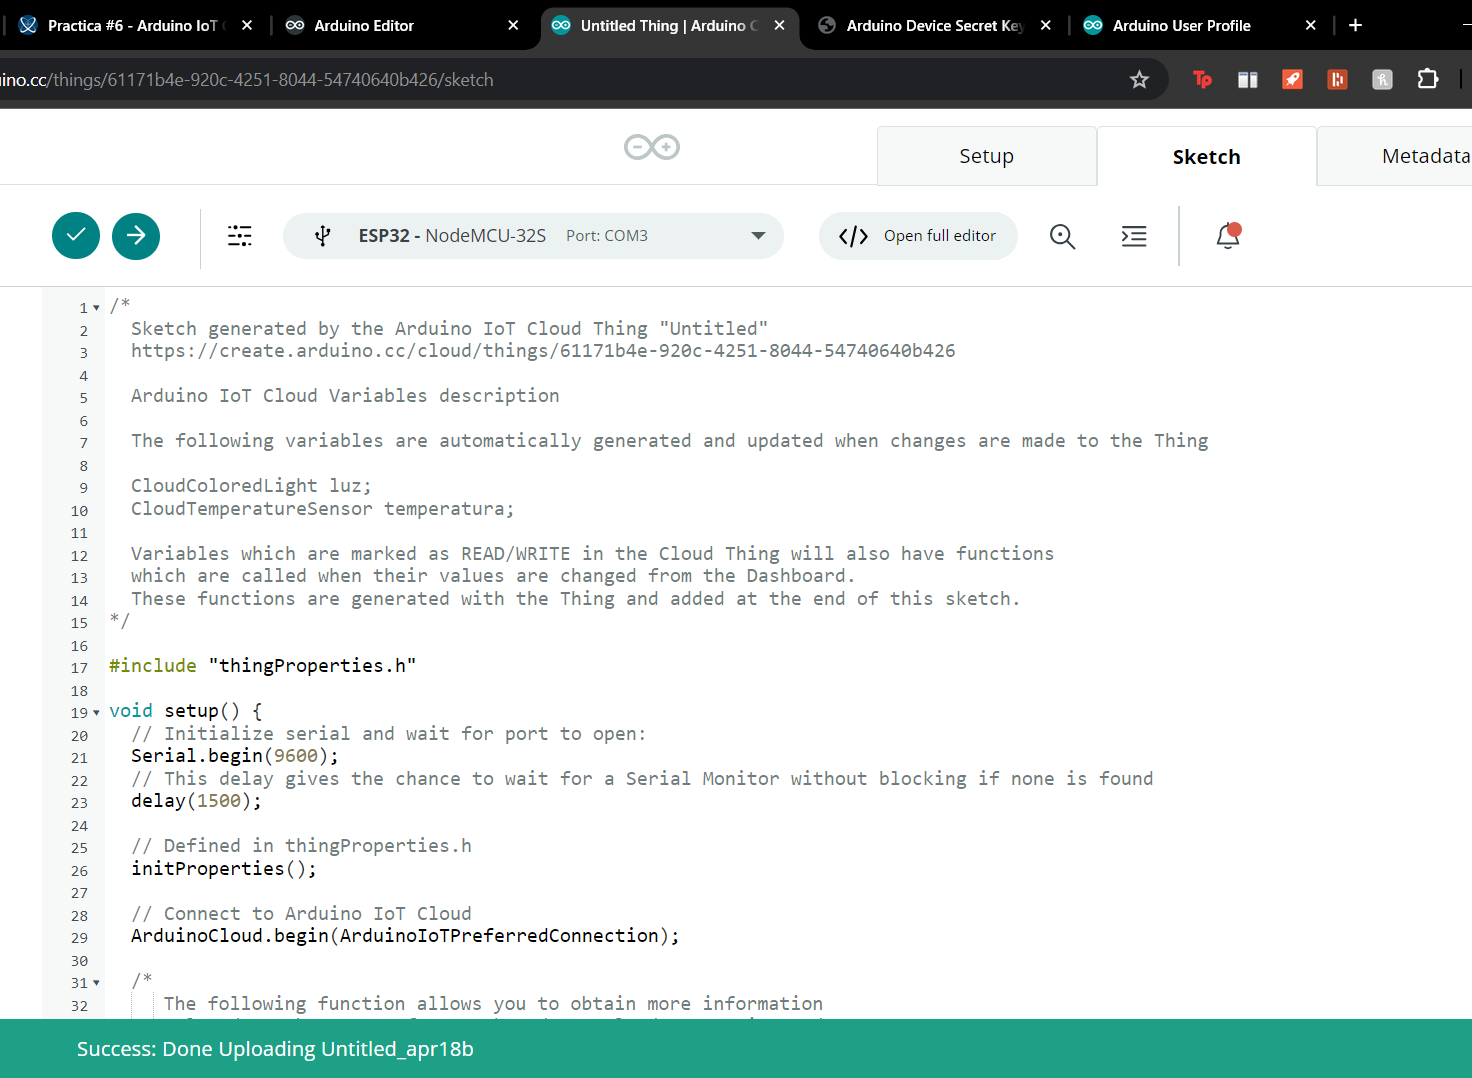 Practica #6 - Arduino IoT
Arduino Editor
Untitled Thing | Arduino C
Arduino Device Secret Key
Arduino User Profile
ino.cc/things/61171b4e-920c-4251-8044-54740640b426/sketch
Setup
Sketch
Metadata
ESP32 - NodeMCU-32S Port: COM3
</> Open full editor
1 /*
2 Sketch generated by the Arduino IoT Cloud Thing "Untitled"
3 https://create.arduino.cc/cloud/things/61171b4e-920c-4251-8044-54740640b426
4
5 Arduino IoT Cloud Variables description
6
7 The following variables are automatically generated and updated when changes are made to the Thing
8
9 CloudColoredLight luz;
10 CloudTemperatureSensor temperatura;
11
12 Variables which are marked as READ/WRITE in the Cloud Thing will also have functions
13 which are called when their values are changed from the Dashboard.
14 These functions are generated with the Thing and added at the end of this sketch.
15 */
16
17 #include "thingProperties.h"
18
19 void setup() {
20 // Initialize serial and wait for port to open:
21 Serial.begin(9600);
22 // This delay gives the chance to wait for a Serial Monitor without blocking if none is found
23 delay(1500);
24
25 // Defined in thingProperties.h
26 initProperties();
27
28 // Connect to Arduino IoT Cloud
29 ArduinoCloud.begin(ArduinoIoTPreferredConnection);
30
31 /*
32 The following function allows you to obtain more information
Success: Done Uploading Untitled_apr18b